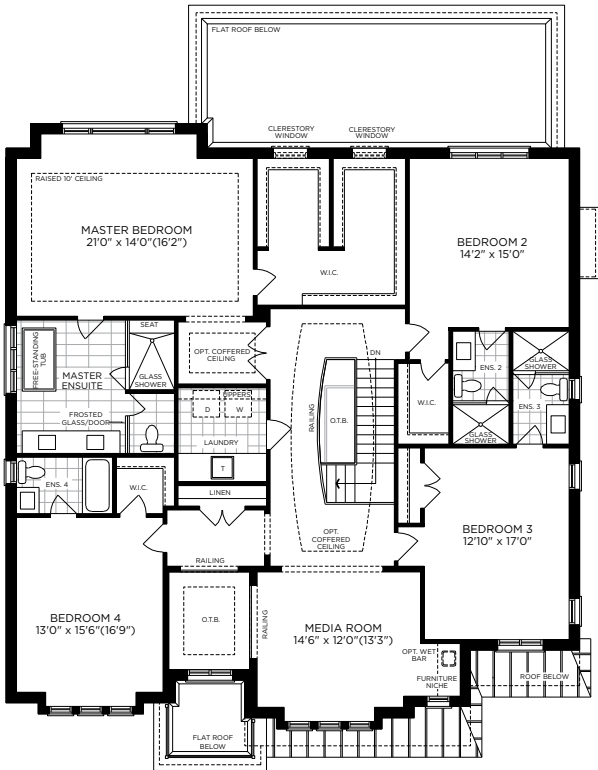 FLAT ROOF BELOW
CLERESTORY
WINDOW
CLERESTORY
WINDOW
RAISED 10' CEILING
MASTER BEDROOM
21'0" x 14'0"(16'2")
BEDROOM 2
14'2" x 15'0"
W.I.C.
SEAT
FREE-STANDING
TUB
MASTER
ENSUITE
GLASS
SHOWER
OPT. COFFERED
CEILING
DN
RAILING
O.T.B.
W.I.C.
ENS. 2
GLASS
SHOWER
GLASS
SHOWER
ENS. 3
UPPERS
D
W
LAUNDRY
T
FROSTED
GLASS/DOOR
ENS. 4
W.I.C.
LINEN
OPT.
COFFERED
CEILING
BEDROOM 3
12'10" x 17'0"
RAILING
O.T.B.
RAILING
BEDROOM 4
13'0" x 15'6"(16'9")
MEDIA ROOM
14'6" x 12'0"(13'3")
OPT. WET
BAR
FURNITURE
NICHE
ROOF BELOW
FLAT ROOF
BELOW